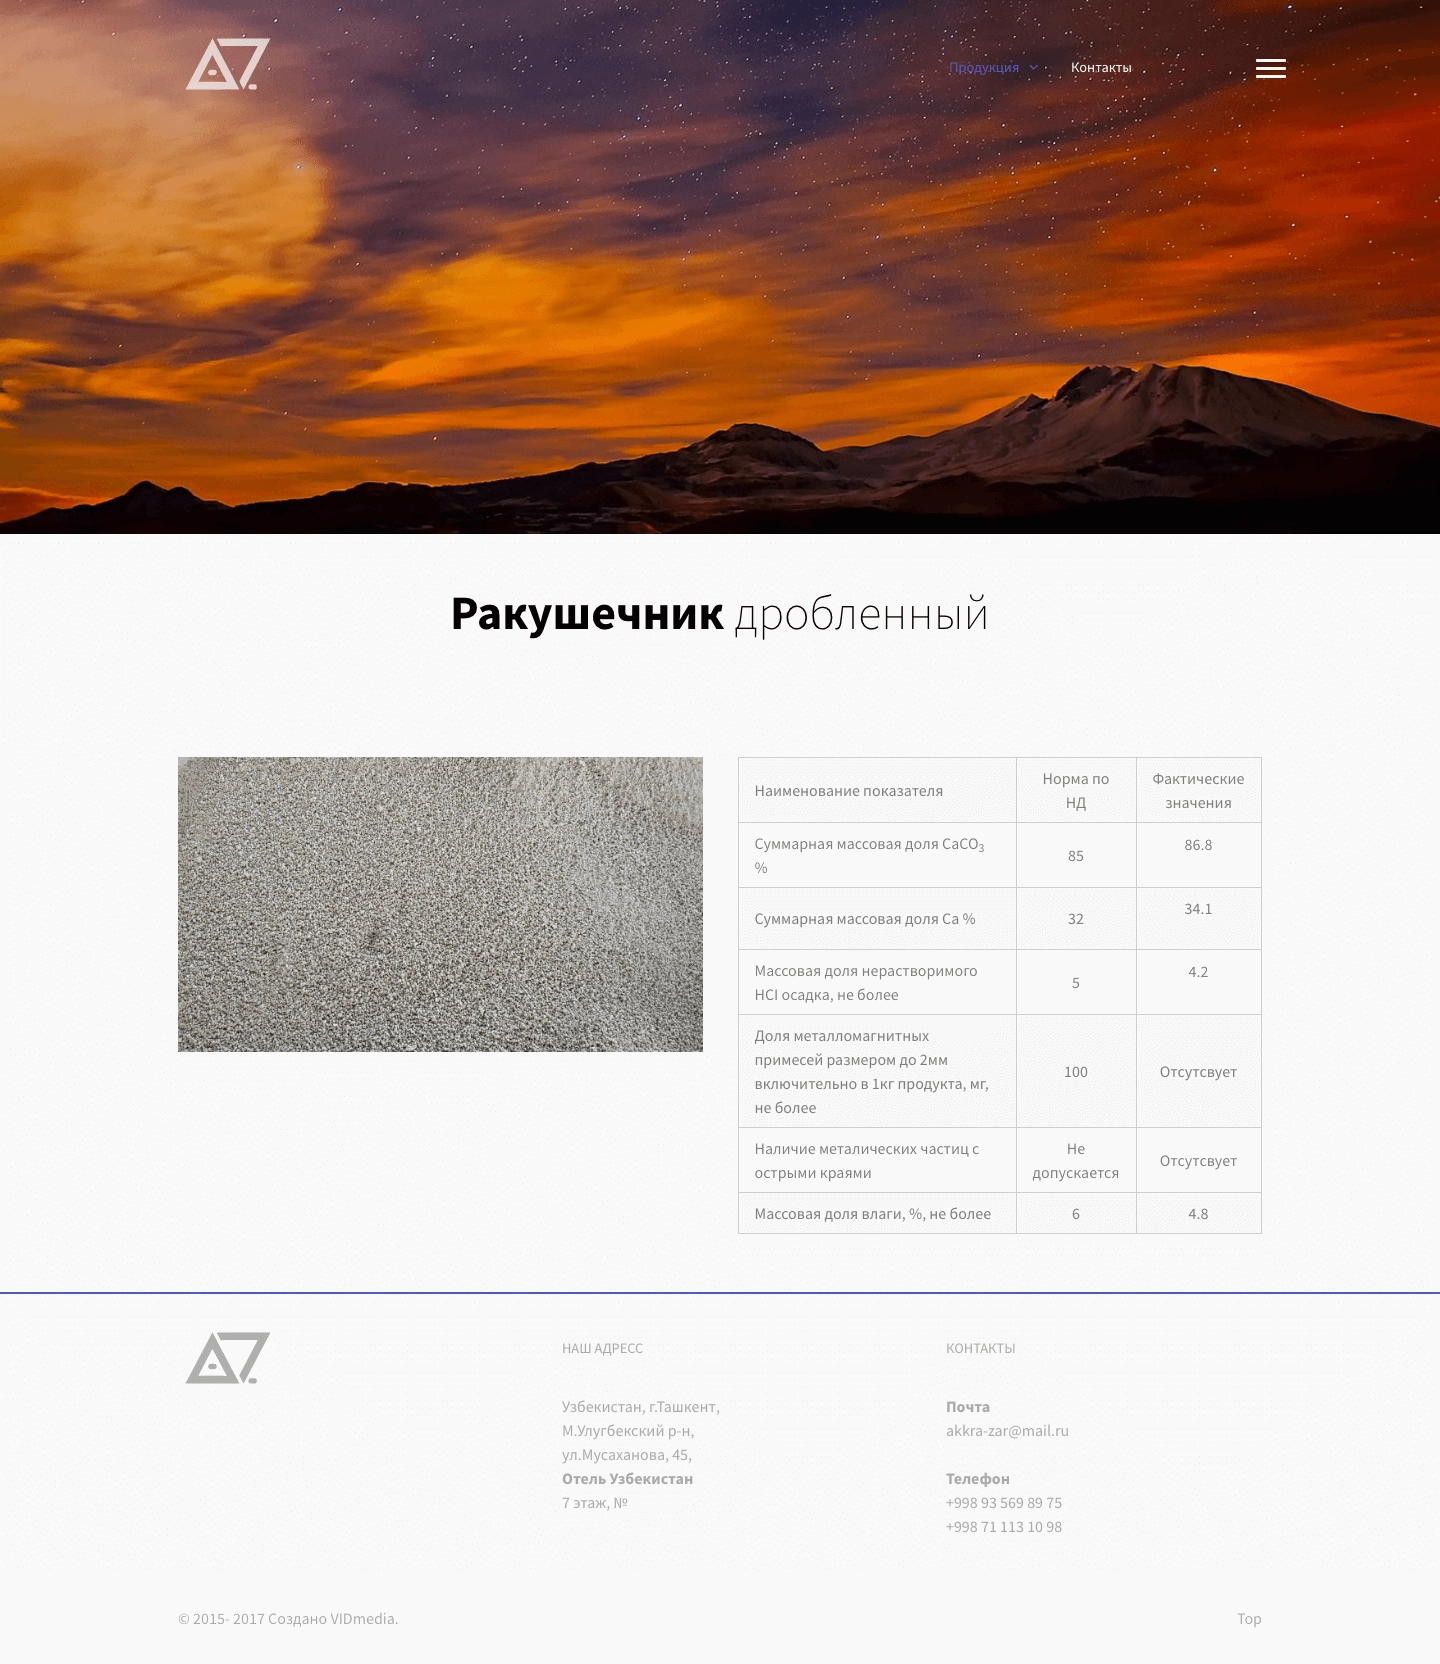 Продукция
Контакты
Ракушечник дробленный
Наименование показателя
Норма по
НД
Фактические
значения
Суммарная массовая доля CaCO₃
%
85
86.8
Суммарная массовая доля Ca %
32
34.1
Массовая доля нерастворимого
HCI осадка, не более
5
4.2
Доля металломагнитных
примесей размером до 2мм
включительно в 1кг продукта, мг,
не более
100
Отсутсвует
Наличие металических частиц с
острыми краями
Не
допускается
Отсутсвует
Массовая доля влаги, %, не более
6
4.8
НАШ АДРЕСС
Узбекистан, г.Ташкент,
М.Улугбекский р-н,
ул.Мусаханова, 45,
Отель Узбекистан
7 этаж, №
КОНТАКТЫ
Почта
akkra-zar@mail.ru
Телефон
+998 93 569 89 75
+998 71 113 10 98
© 2015- 2017 Создано VIDmedia.
Top